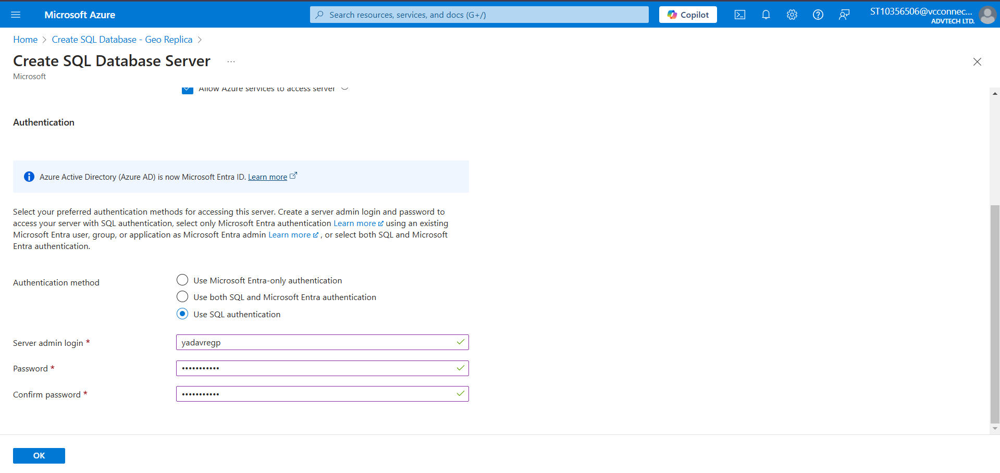 Microsoft Azure
Search resources, services, and docs (G+/)
Copilot
ST10356506@vcconnec...
ADVTECH LTD.
Home > Create SQL Database - Geo Replica >
Create SQL Database Server ...
Microsoft
Allow Azure services to access server
Authentication
Azure Active Directory (Azure AD) is now Microsoft Entra ID. Learn more
Select your preferred authentication methods for accessing this server. Create a server admin login and password to
access your server with SQL authentication, select only Microsoft Entra authentication Learn more using an existing
Microsoft Entra user, group, or application as Microsoft Entra admin Learn more , or select both SQL and Microsoft
Entra authentication.
Authentication method
Use Microsoft Entra-only authentication
Use both SQL and Microsoft Entra authentication
Use SQL authentication
Server admin login *
yadavregp
Password *
•••••••••••
Confirm password *
•••••••••••
OK